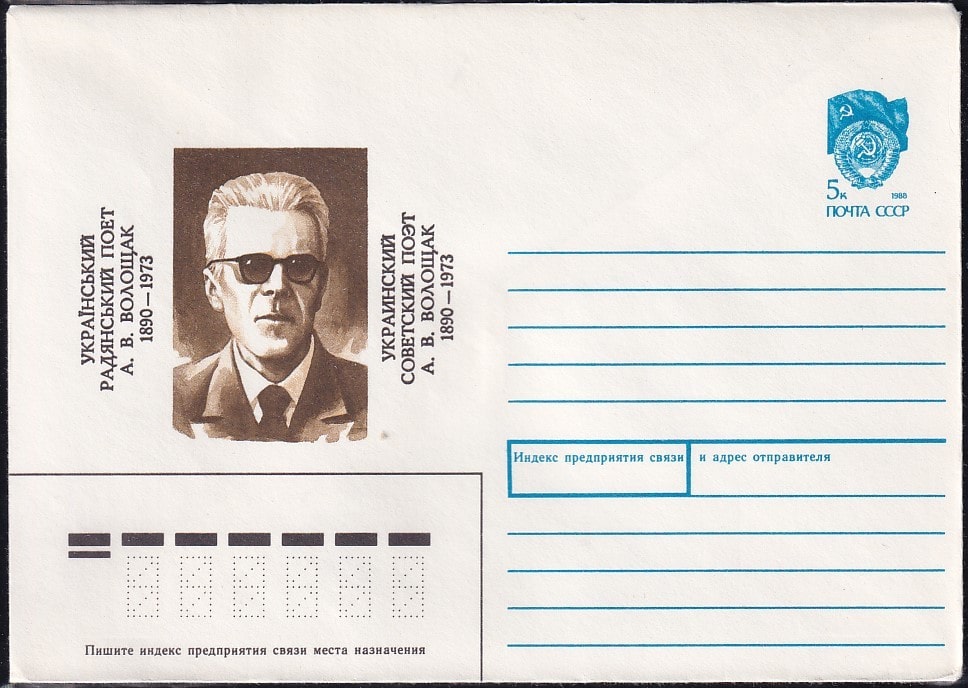 УКРАЇНСЬКИЙ
РАДЯНСЬКИЙ ПОЕТ
А. В. ВОЛОЩАК
1890—1973
УКРАИНСКИЙ
СОВЕТСКИЙ ПОЭТ
А. В. ВОЛОЩАК
1890—1973
5к 1988
ПОЧТА СССР
Индекс предприятия связи и адрес отправителя
Пишите индекс предприятия связи места назначения